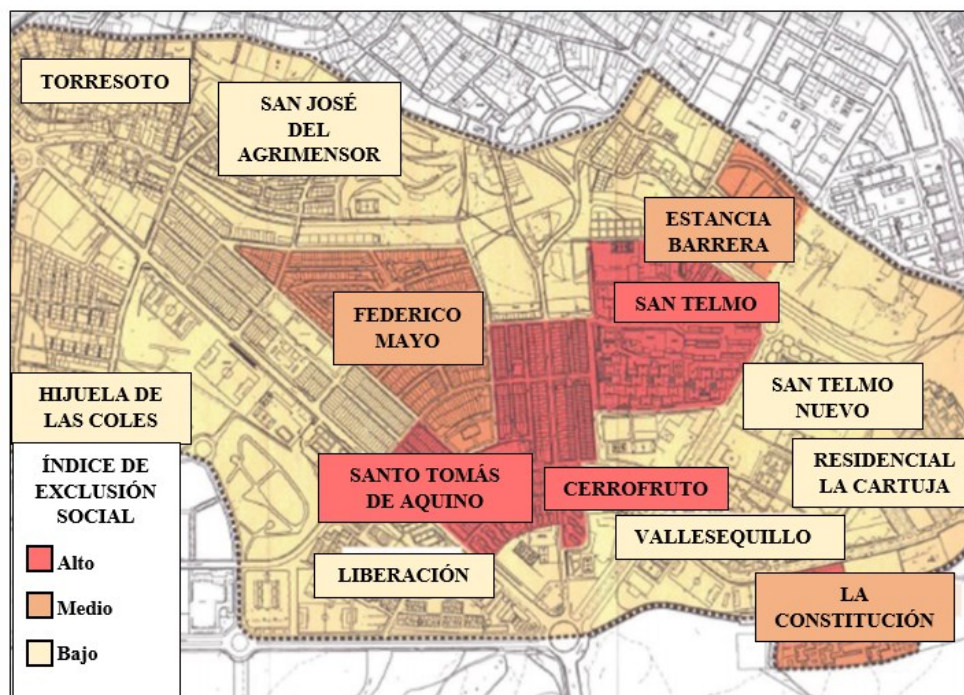 TORRESOTO
SAN JOSÉ
DEL
AGRIMENSOR
ESTANCIA
BARRERA
SAN TELMO
FEDERICO
MAYO
HIJUELA DE
LAS COLES
SAN TELMO
NUEVO
RESIDENCIAL
LA CARTUJA
SANTO TOMÁS
DE AQUINO
CERROFRUTO
VALLESEQUILLO
LIBERACIÓN
LA
CONSTITUCIÓN
ÍNDICE DE
EXCLUSIÓN
SOCIAL
Alto
Medio
Bajo